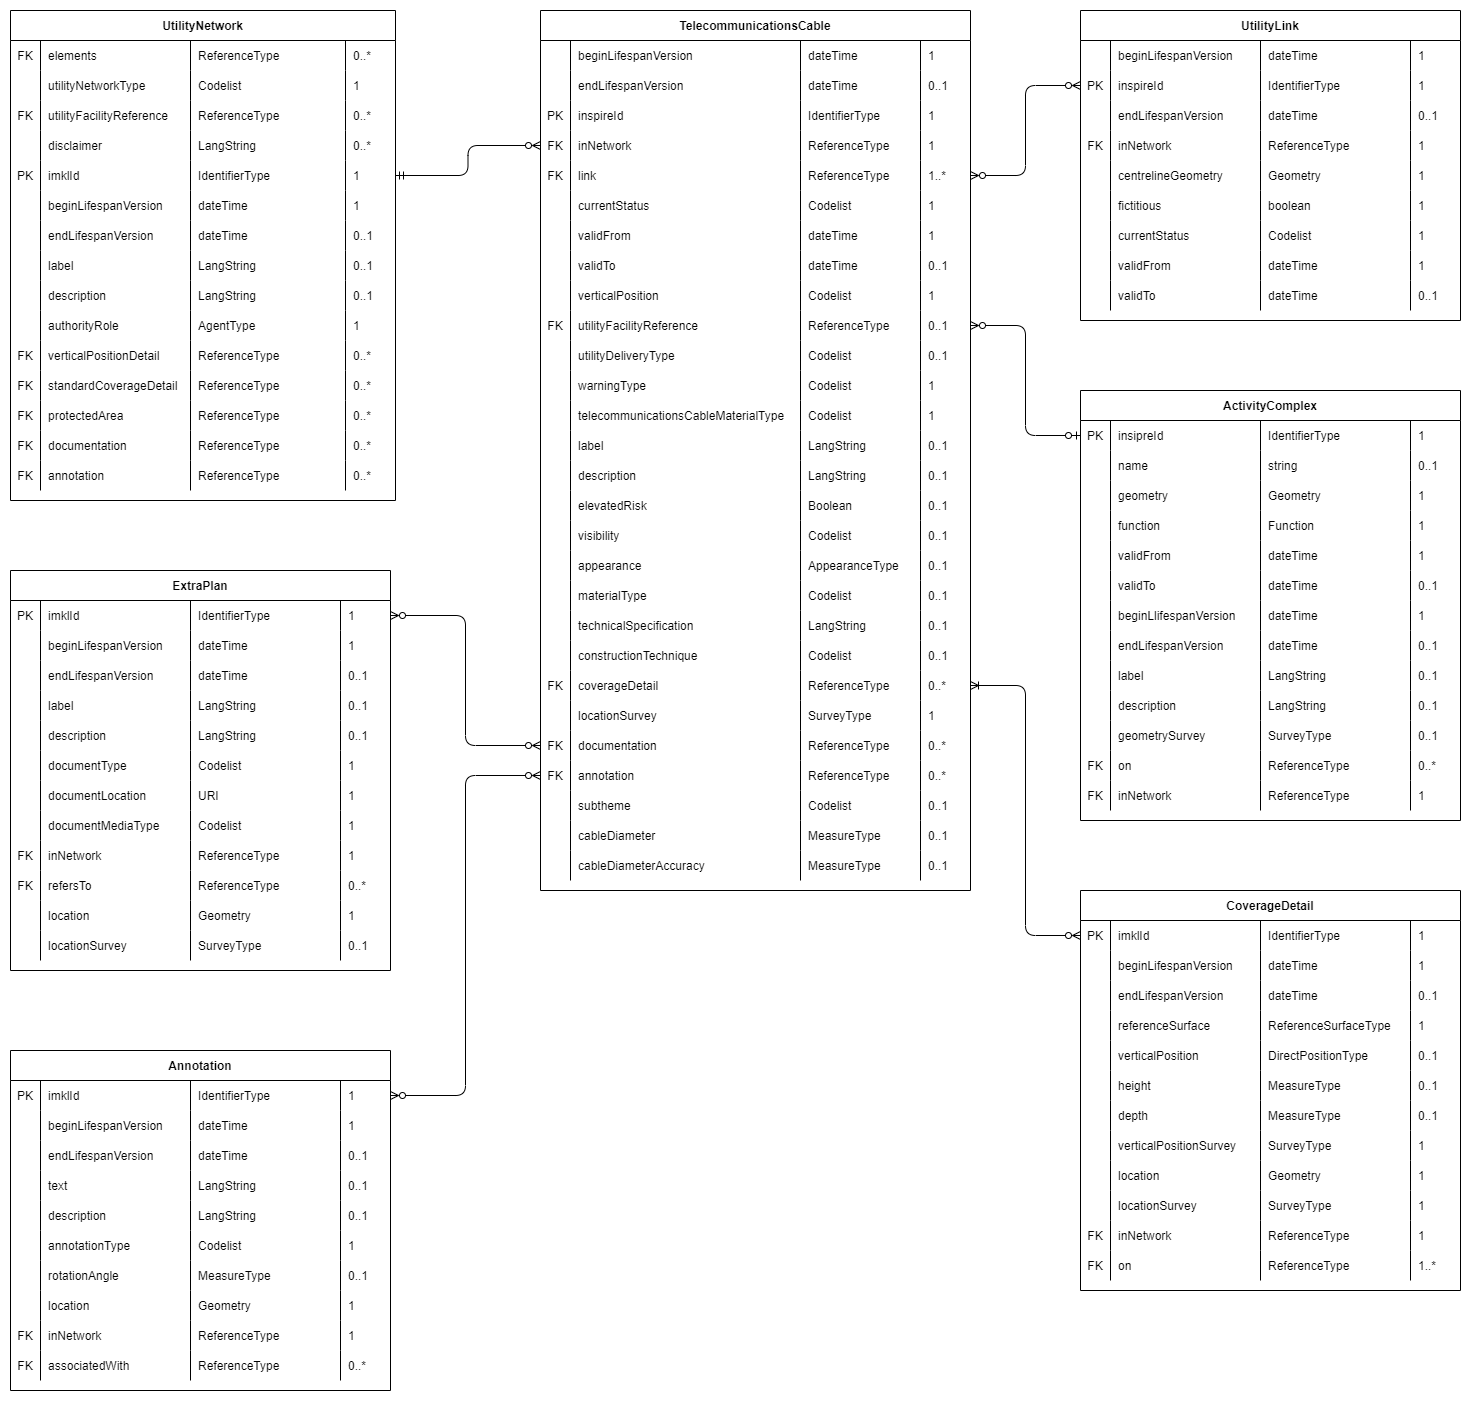 UtilityNetwork
FK elements ReferenceType 0..*
utilityNetworkType Codelist 1
FK utilityFacilityReference ReferenceType 0..*
disclaimer LangString 0..*
PK imklId IdentifierType 1
beginLifespanVersion dateTime 1
endLifespanVersion dateTime 0..1
label LangString 0..1
description LangString 0..1
authorityRole AgentType 1
FK verticalPositionDetail ReferenceType 0..*
FK standardCoverageDetail ReferenceType 0..*
FK protectedArea ReferenceType 0..*
FK documentation ReferenceType 0..*
FK annotation ReferenceType 0..*
ExtraPlan
PK imklId IdentifierType 1
beginLifespanVersion dateTime 1
endLifespanVersion dateTime 0..1
label LangString 0..1
description LangString 0..1
documentType Codelist 1
documentLocation URI 1
documentMediaType Codelist 1
FK inNetwork ReferenceType 1
FK refersTo ReferenceType 0..*
location Geometry 1
locationSurvey SurveyType 0..1
Annotation
PK imklId IdentifierType 1
beginLifespanVersion dateTime 1
endLifespanVersion dateTime 0..1
text LangString 0..1
description LangString 0..1
annotationType Codelist 1
rotationAngle MeasureType 0..1
location Geometry 1
FK inNetwork ReferenceType 1
FK associatedWith ReferenceType 0..*
TelecommunicationsCable
beginLifespanVersion dateTime 1
endLifespanVersion dateTime 0..1
PK inspireId IdentifierType 1
FK inNetwork ReferenceType 1
FK link ReferenceType 1..*
currentStatus Codelist 1
validFrom dateTime 1
validTo dateTime 0..1
verticalPosition Codelist 1
FK utilityFacilityReference ReferenceType 0..1
utilityDeliveryType Codelist 0..1
warningType Codelist 1
telecommunicationsCableMaterialType Codelist 1
label LangString 0..1
description LangString 0..1
elevatedRisk Boolean 0..1
visibility Codelist 0..1
appearance AppearanceType 0..1
materialType Codelist 0..1
technicalSpecification LangString 0..1
constructionTechnique Codelist 0..1
FK coverageDetail ReferenceType 0..*
locationSurvey SurveyType 1
FK documentation ReferenceType 0..*
FK annotation ReferenceType 0..*
subtheme Codelist 0..1
cableDiameter MeasureType 0..1
cableDiameterAccuracy MeasureType 0..1
UtilityLink
beginLifespanVersion dateTime 1
PK inspireId IdentifierType 1
endLifespanVersion dateTime 0..1
FK inNetwork ReferenceType 1
centrelineGeometry Geometry 1
fictitious boolean 1
currentStatus Codelist 1
validFrom dateTime 1
validTo dateTime 0..1
ActivityComplex
PK insipreId IdentifierType 1
name string 0..1
geometry Geometry 1
function Function 1
validFrom dateTime 1
validTo dateTime 0..1
beginLlifespanVersion dateTime 1
endLifespanVersion dateTime 0..1
label LangString 0..1
description LangString 0..1
geometrySurvey SurveyType 0..1
FK on ReferenceType 0..*
FK inNetwork ReferenceType 1
CoverageDetail
PK imklId IdentifierType 1
beginLifespanVersion dateTime 1
endLifespanVersion dateTime 0..1
referenceSurface ReferenceSurfaceType 1
verticalPosition DirectPositionType 0..1
height MeasureType 0..1
depth MeasureType 0..1
verticalPositionSurvey SurveyType 1
location Geometry 1
locationSurvey SurveyType 1
FK inNetwork ReferenceType 1
FK on ReferenceType 1..*